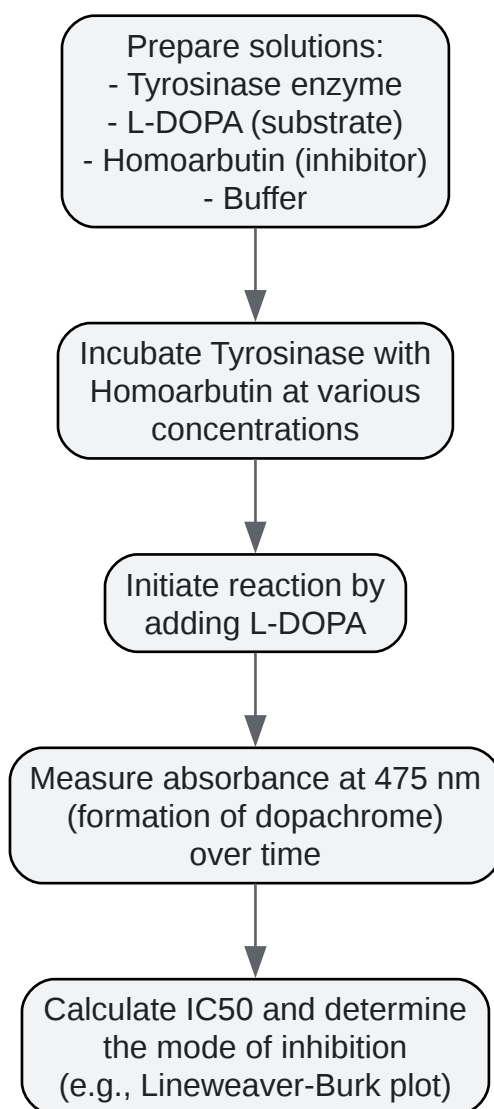 Prepare solutions:
- Tyrosinase enzyme
- L-DOPA (substrate)
- Homoarbutin (inhibitor)
- Buffer
Incubate Tyrosinase with
Homoarbutin at various
concentrations
Initiate reaction by
adding L-DOPA
Measure absorbance at 475 nm
(formation of dopachrome)
over time
Calculate IC50 and determine
the mode of inhibition
(e.g., Lineweaver-Burk plot)